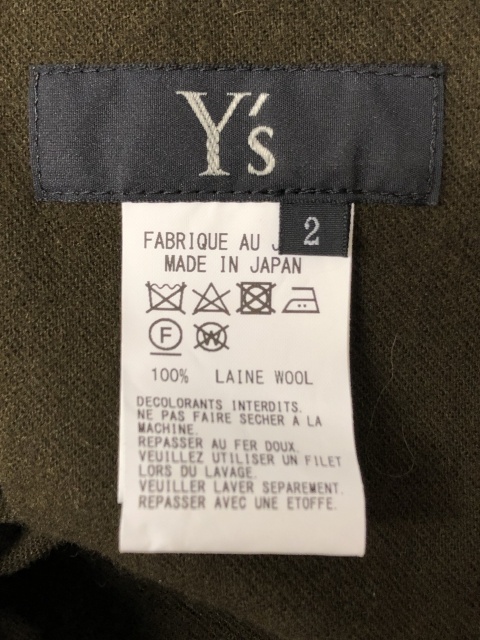 Y's
2
FABRIQUE AU J
MADE IN JAPAN
F
W
100% LAINE WOOL
DECOLORANTS INTERDITS.
NE PAS FAIRE SECHER A LA
MACHINE.
REPASSER AU FER DOUX.
VEUILLEZ UTILISER UN FILET
LORS DU LAVAGE.
VEUILLER LAVER SEPAREMENT.
REPASSER AVEC UNE ETOFFE.